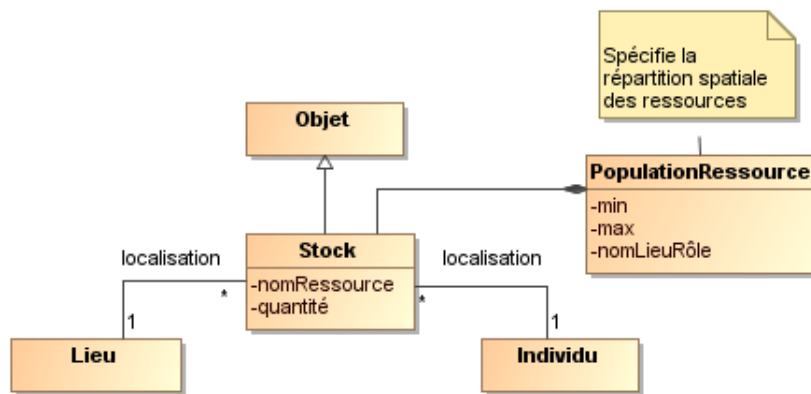 Spécifie la
répartition spatiale
des ressources
Objet
PopulationRessource
-min
-max
-nomLieuRôle
Stock
-nomRessource
-quantité
localisation
localisation
*
*
1
1
Lieu
Individu